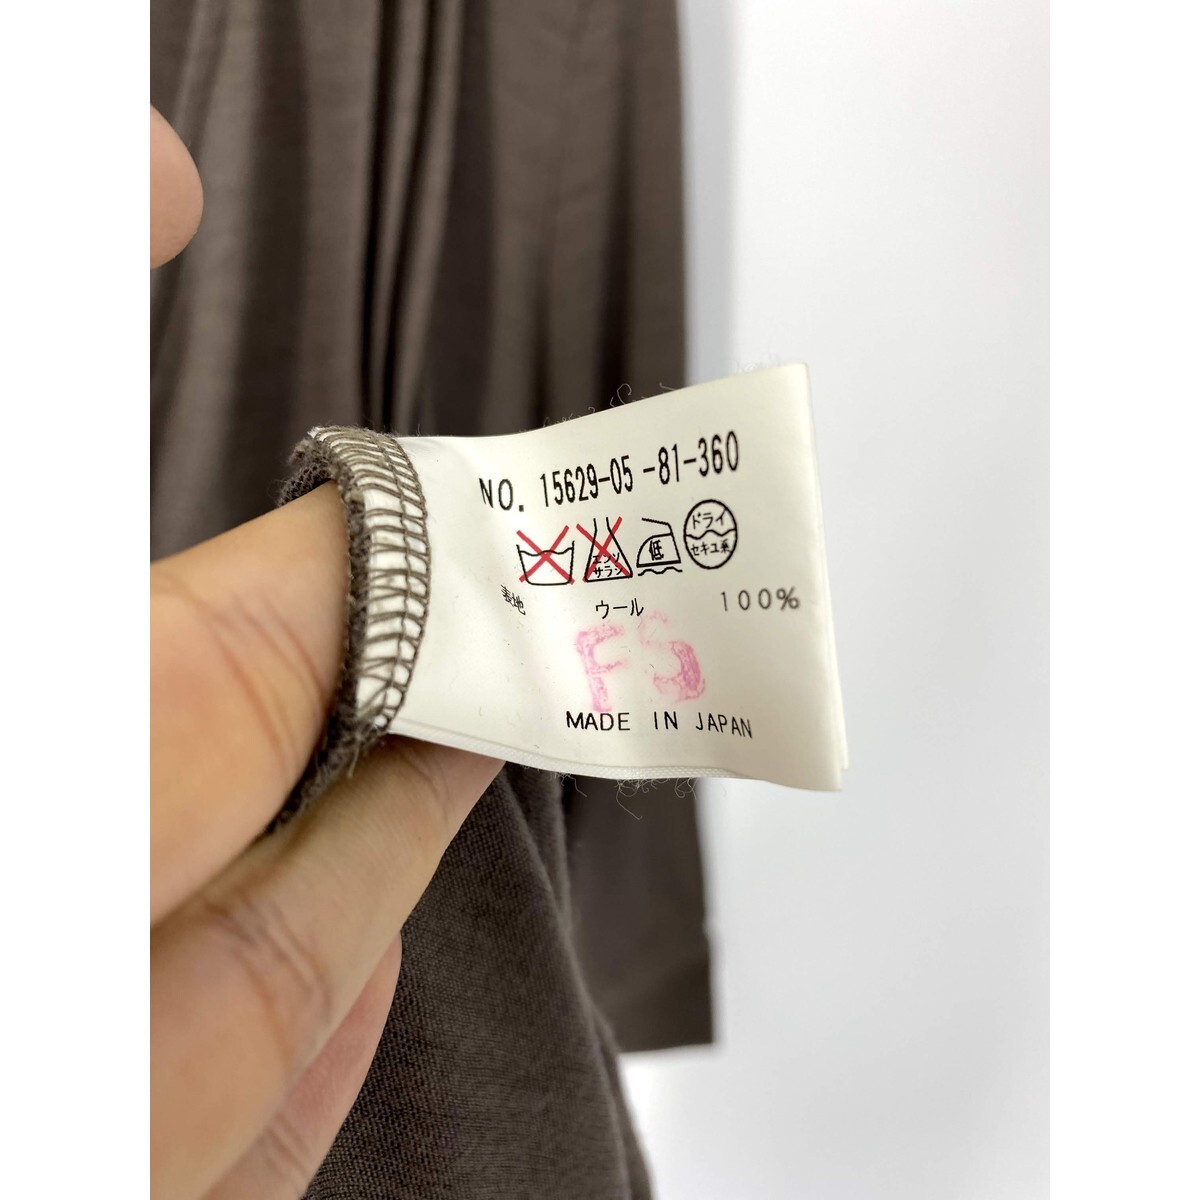 NO. 15629-05-81-360
エンソ サラシ 低 ドライ セキユ系
表地 ウール 100%
FS
MADE IN JAPAN